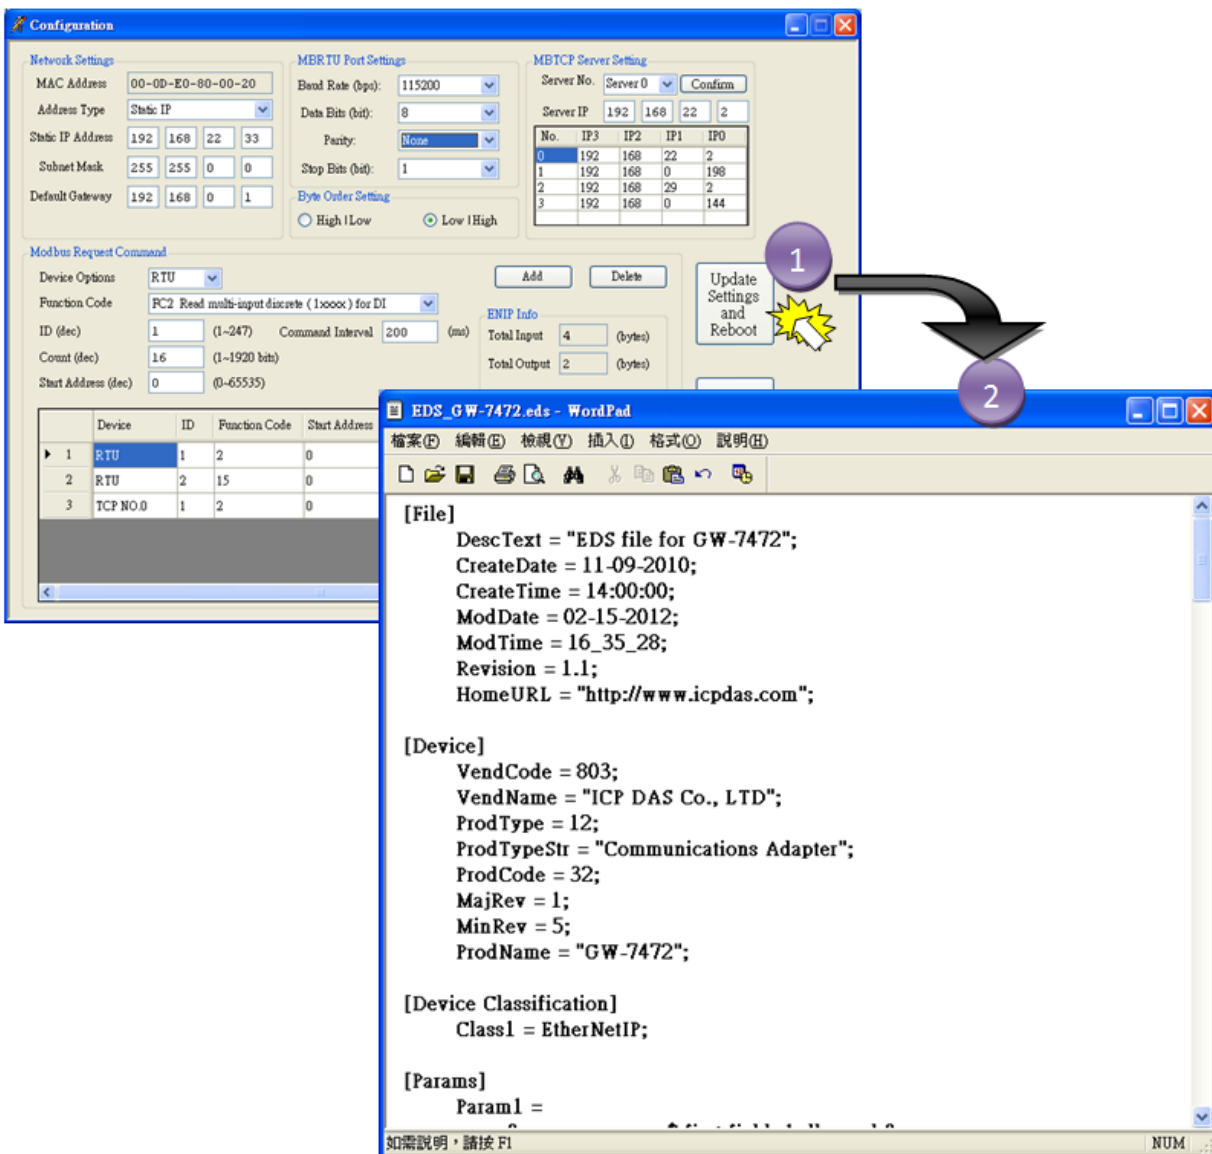 Configuration
Network Settings
MAC Address 00-0D-E0-80-00-20
Address Type Static IP
Static IP Address 192 168 22 33
Subnet Mask 255 255 0 0
Default Gateway 192 168 0 1
MBRTU Port Settings
Baud Rate (bps): 115200
Data Bits (bit): 8
Parity: None
Stop Bits (bit): 1
Byte Order Setting
High | Low Low | High
MBTCP Server Setting
Server No. Server 0 Confirm
Server IP 192 168 22 2
No. IP3 IP2 IP1 IP0
0 192 168 22 2
1 192 168 0 198
2 192 168 29 2
3 192 168 0 144
Modbus Request Command
Device Options RTU
Add Delete
Function Code FC2 Read multi-input discrete ( 1xxxx ) for DI
ID (dec) 1 (1~247) Command Interval 200 (ms)
Count (dec) 16 (1~1920 bits)
Start Address (dec) 0 (0~65535)
ENIP Info
Total Input 4 (bytes)
Total Output 2 (bytes)
Update
Settings
and
Reboot
1
2
Device ID Function Code Start Address
1 RTU 1 2 0
2 RTU 2 15 0
3 TCP NO.0 1 2 0
EDS_GW-7472.eds - WordPad
檔案(F) 編輯(E) 檢視(V) 插入(I) 格式(O) 說明(H)
[File]
DescText = "EDS file for GW-7472";
CreateDate = 11-09-2010;
CreateTime = 14:00:00;
ModDate = 02-15-2012;
ModTime = 16_35_28;
Revision = 1.1;
HomeURL = "http://www.icpdas.com";
[Device]
VendCode = 803;
VendName = "ICP DAS Co., LTD";
ProdType = 12;
ProdTypeStr = "Communications Adapter";
ProdCode = 32;
MajRev = 1;
MinRev = 5;
ProdName = "GW-7472";
[Device Classification]
Class1 = EtherNetIP;
[Params]
Param1 =
如需說明，請按 F1
NUM